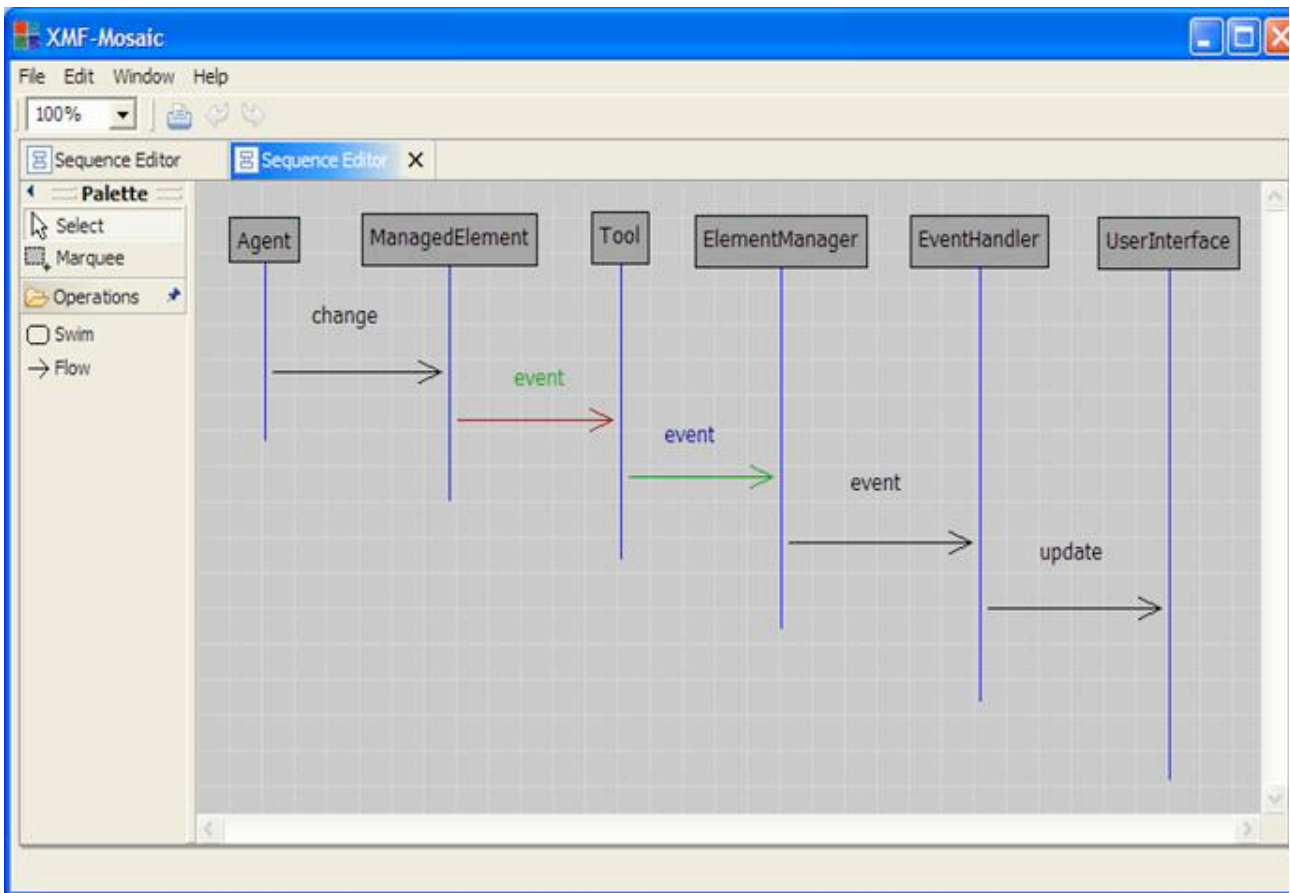 XMF-Mosaic
File Edit Window Help
100%
Sequence Editor Sequence Editor
Palette
Select
Marquee
Operations
Swim
Flow
Agent ManagedElement Tool ElementManager EventHandler UserInterface
change
event
event
event
update